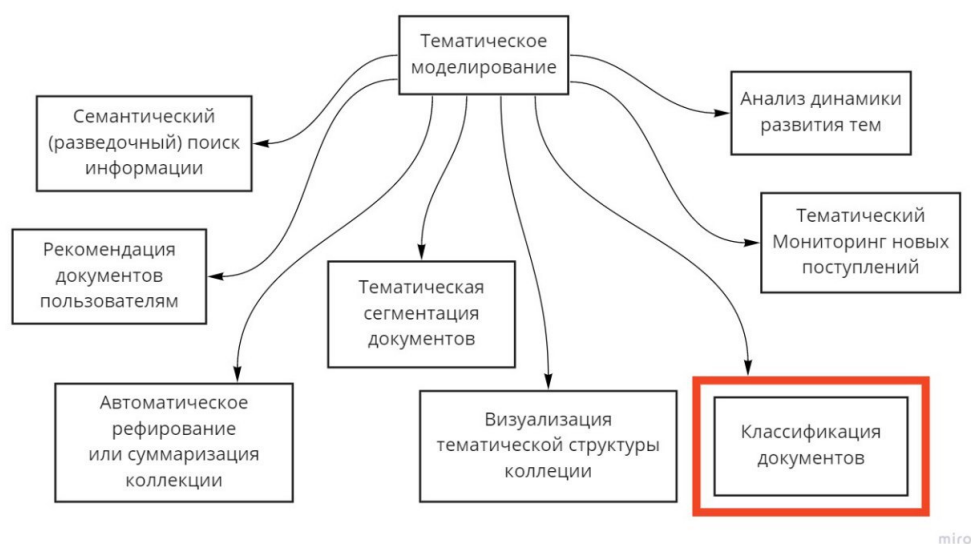 Тематическое
моделирование
Семантический
(разведочный) поиск
информации
Анализ динамики
развития тем
Рекомендация
документов
пользователям
Тематический
Мониторинг новых
поступлений
Тематическая
сегментация
документов
Автоматическое
рефирование
или суммаризация
коллекции
Визуализация
тематической структуры
коллеции
Классификация
документов
miro